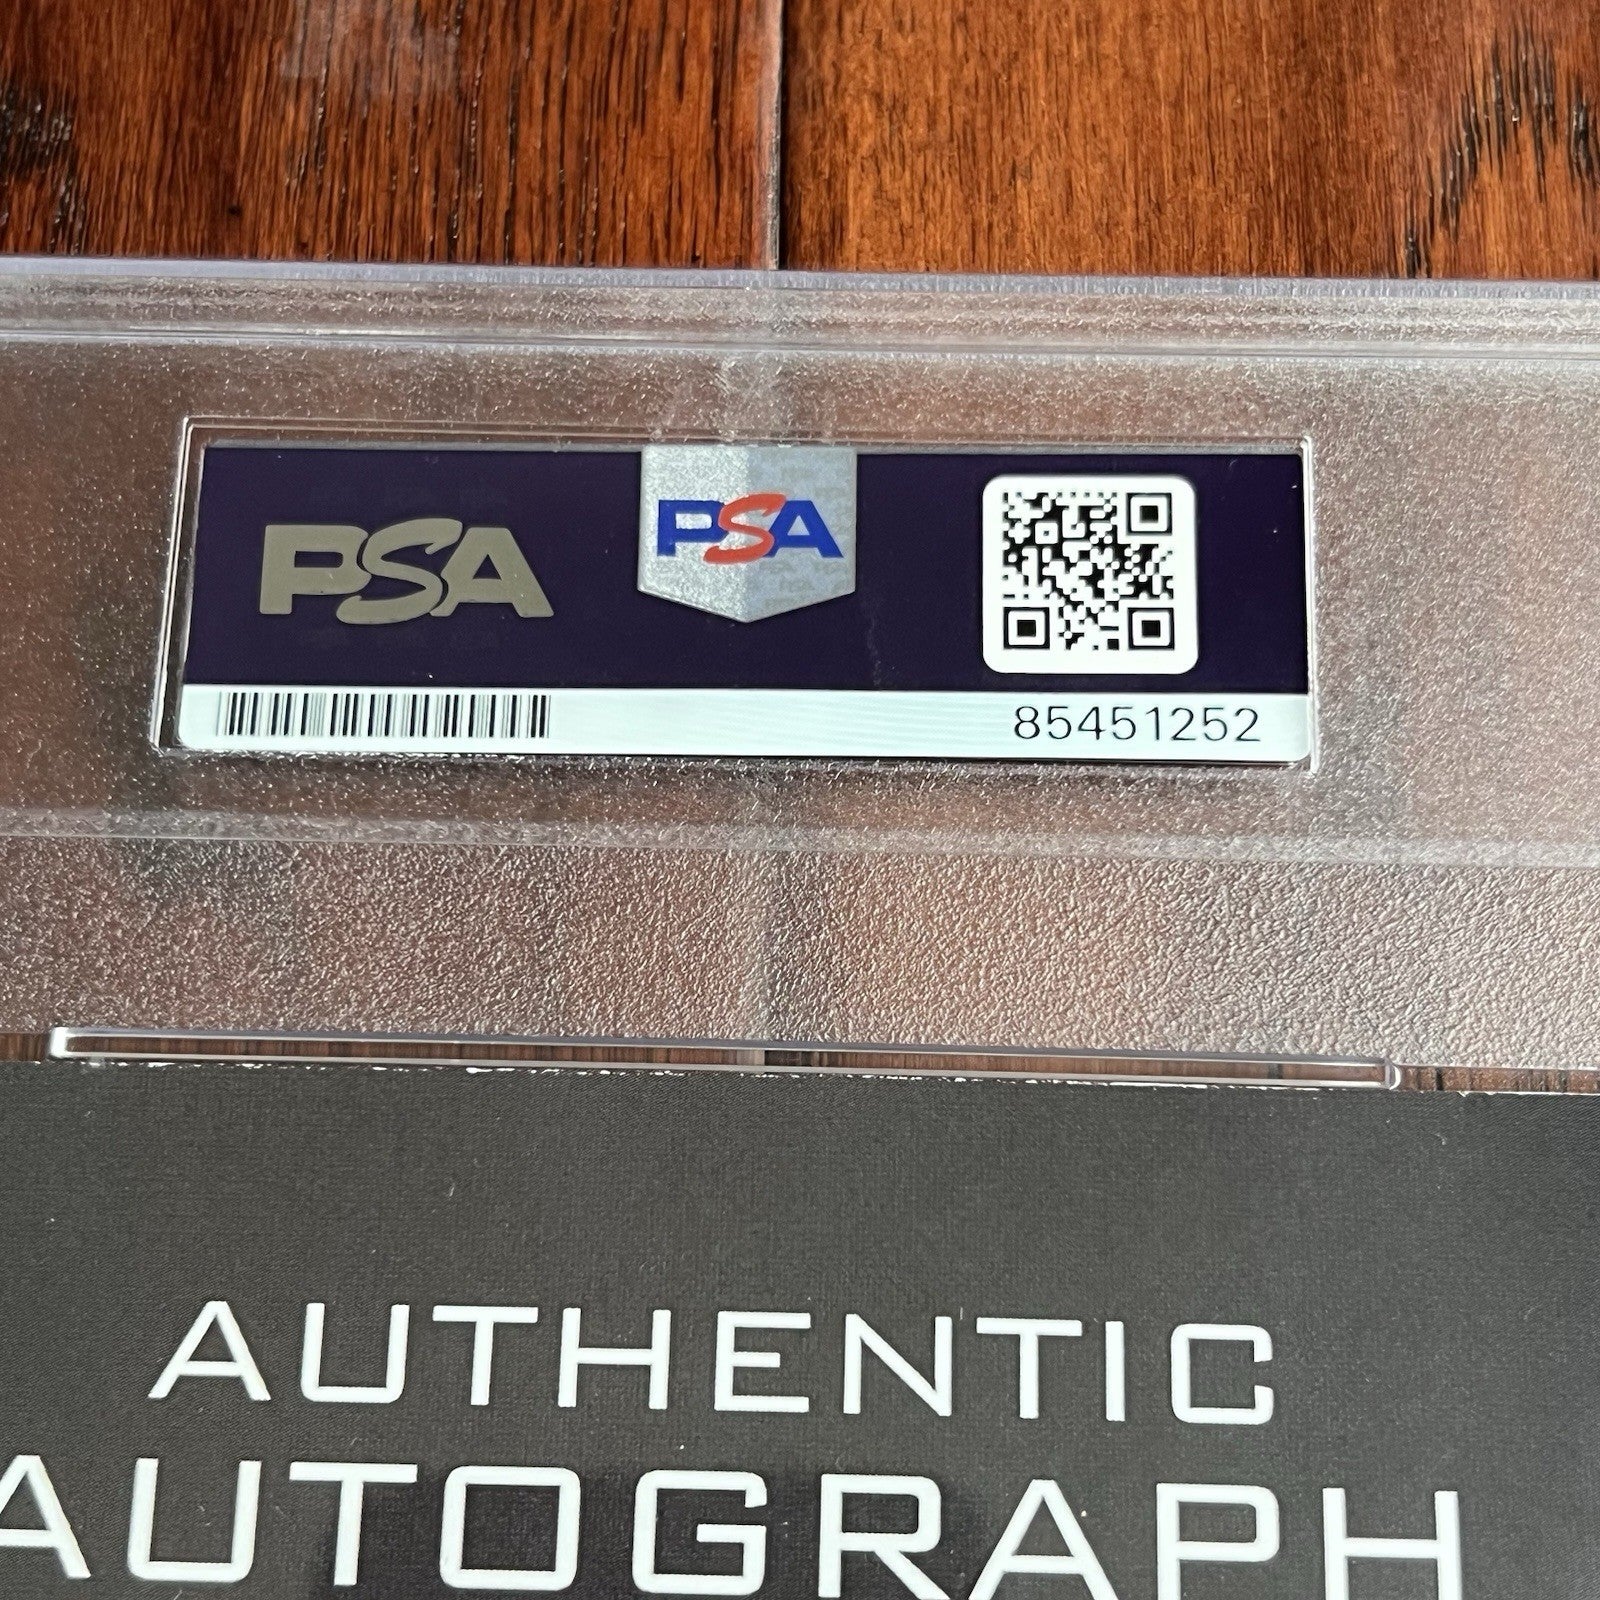 PSA
PSA
85451252
AUTHENTIC
AUTOGRAPH